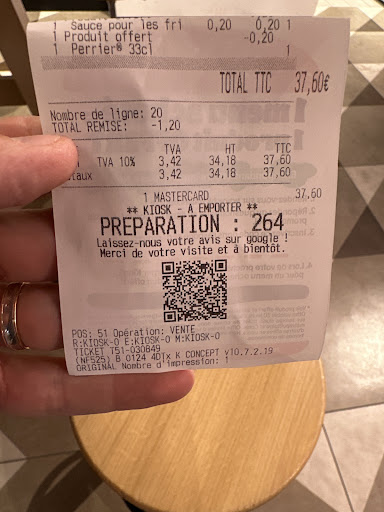 1 Sauce pour les fri 0,20 0,20 1
1 Produit offert -0,20
1 Perrier® 33cl 1
TOTAL TTC 37,60€
Nombre de ligne: 20
TOTAL REMISE: -1,20
TVA HT TTC
TVA 10% 3,42 34,18 37,60
taux 3,42 34,18 37,60
1 MASTERCARD 37,60
** KIOSK - A EMPORTER **
PREPARATION : 264
Laissez-nous votre avis sur google !
Merci de votre visite et à bientôt.
POS: 51 Opération: VENTE
R:KIOSK-O E:KIOSK-O M:KIOSK-O
TICKET 751-030849
(NF525) B 0124 4D[x K CONCEPT v10.7.2.19
ORIGINAL Nombre d'impression: 1